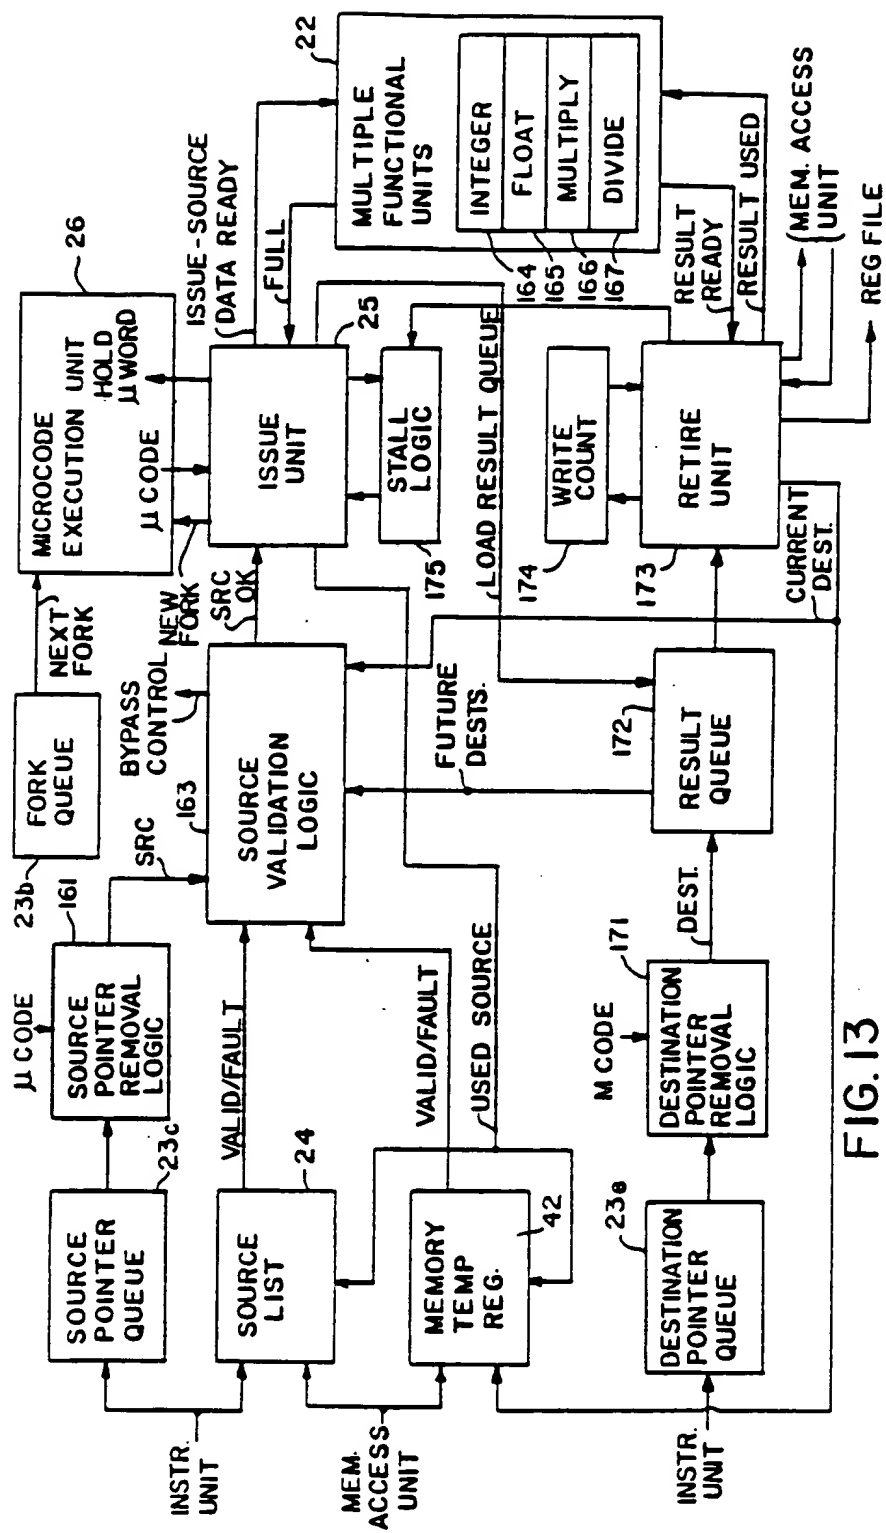 22
MULTIPLE
FUNCTIONAL
UNITS
INTEGER
FLOAT
MULTIPLY
DIVIDE
164
165
166
167
ISSUE-SOURCE
DATA READY
FULL
RESULT
READY
RESULT USED
MEM. ACCESS
UNIT
REG FILE
26
MICROCODE
EXECUTION UNIT
HOLD
μWORD
μCODE
25
ISSUE
UNIT
STALL
LOGIC
175
LOAD RESULT QUEUE
WRITE
COUNT
174
RETIRE
UNIT
173
CURRENT
DEST.
NEXT
FORK
NEW
FORK
SRC
OK
FORK
QUEUE
23b
BYPASS
CONTROL
163
SOURCE
VALIDATION
LOGIC
FUTURE
DESTS.
172
RESULT
QUEUE
SRC
161
μCODE
SOURCE
POINTER
REMOVAL
LOGIC
VALID/FAULT
VALID/FAULT
USED SOURCE
DEST.
171
M CODE
DESTINATION
POINTER
REMOVAL
LOGIC
23c
SOURCE
POINTER
QUEUE
24
SOURCE
LIST
42
MEMORY
TEMP
REG.
23e
DESTINATION
POINTER
QUEUE
INSTR.
UNIT
MEM.
ACCESS
UNIT
INSTR.
UNIT
FIG. 13